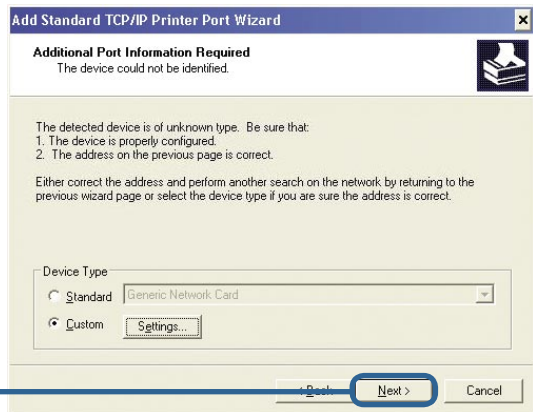 Add Standard TCP/IP Printer Port Wizard
Additional Port Information Required
The device could not be identified.
The detected device is of unknown type. Be sure that:
1. The device is properly configured.
2. The address on the previous page is correct.
Either correct the address and perform another search on the network by returning to the
previous wizard page or select the device type if you are sure the address is correct.
Device Type
Standard Generic Network Card
Custom Settings...
< Back Next > Cancel